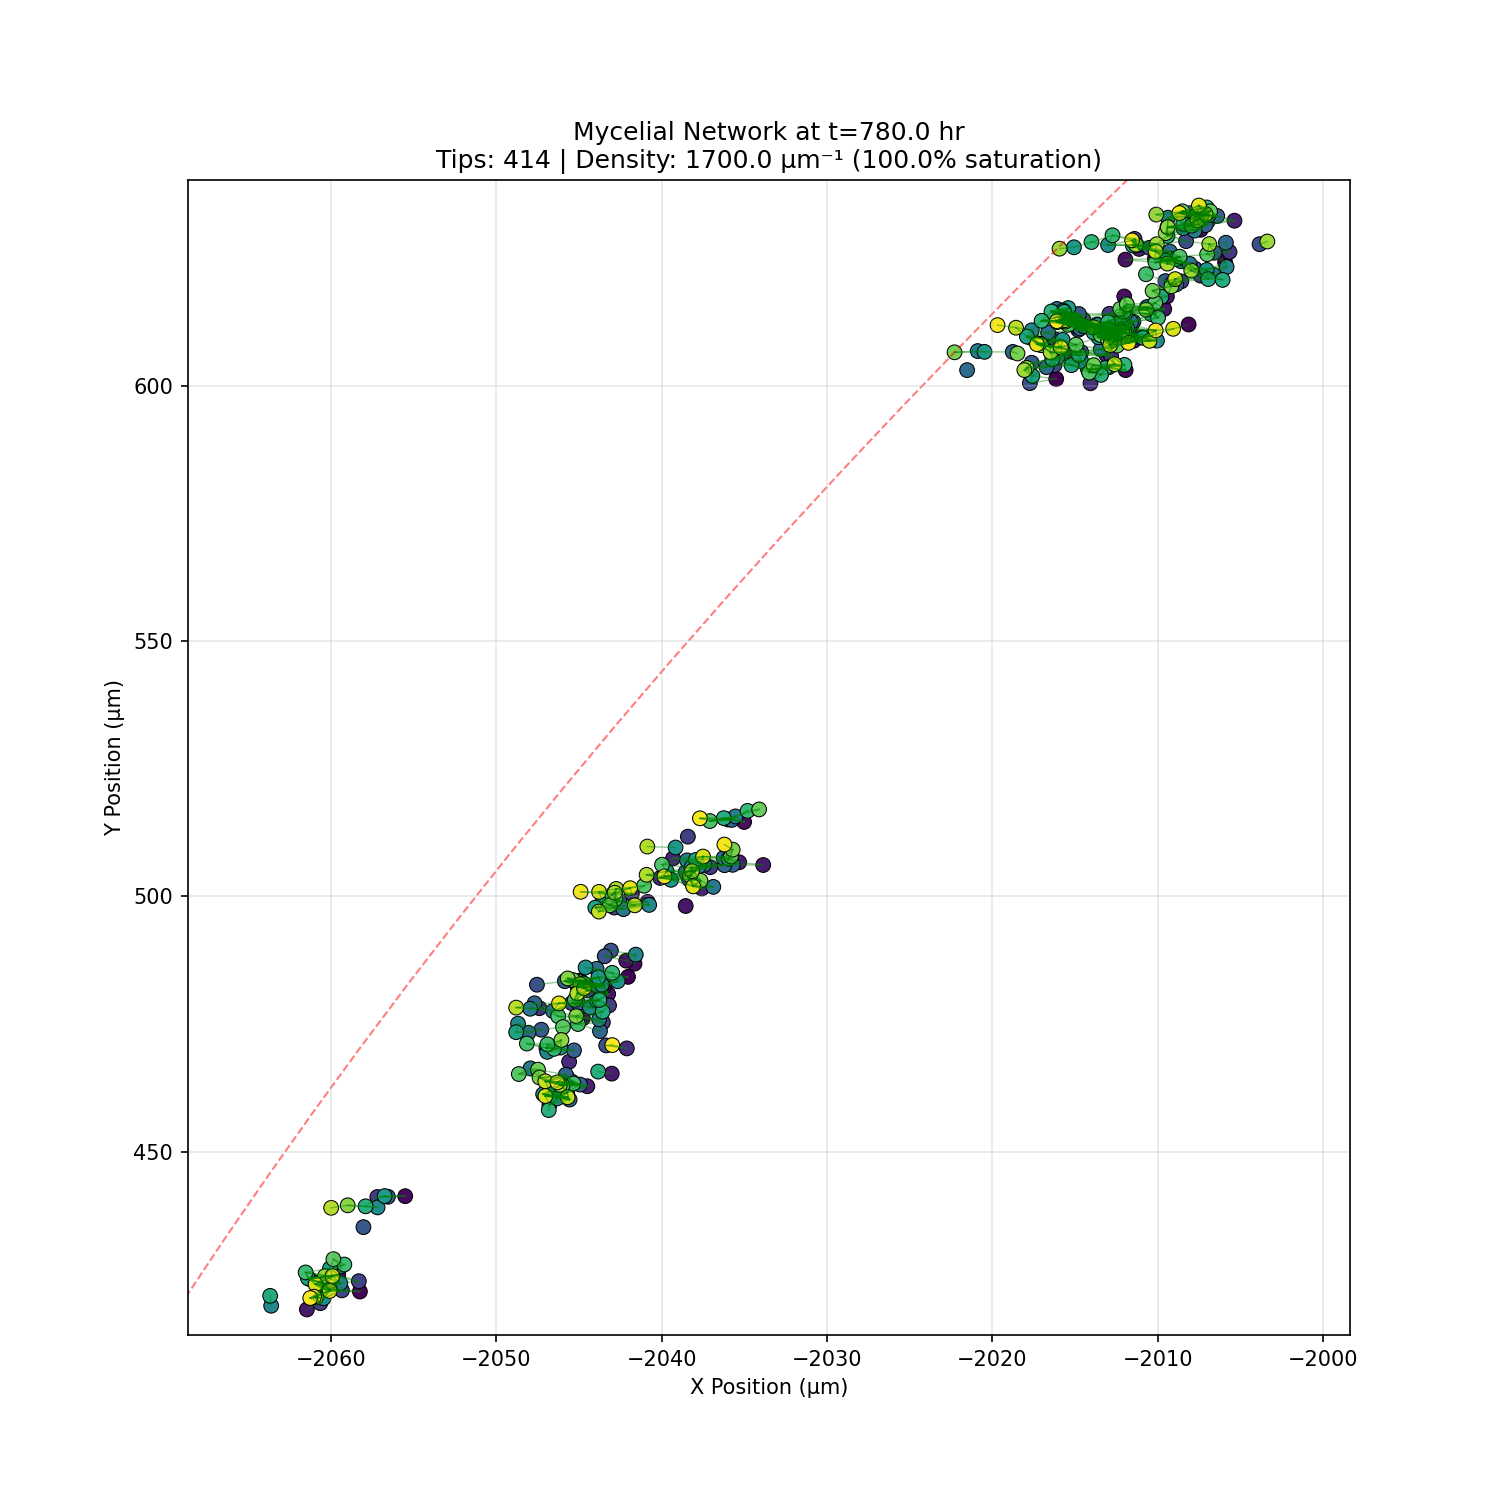 Mycelial Network at t=780.0 hr
Tips: 414 | Density: 1700.0 µm⁻¹ (100.0% saturation)
Y Position (µm)
600
550
500
450
−2060 −2050 −2040 −2030 −2020 −2010 −2000
X Position (µm)